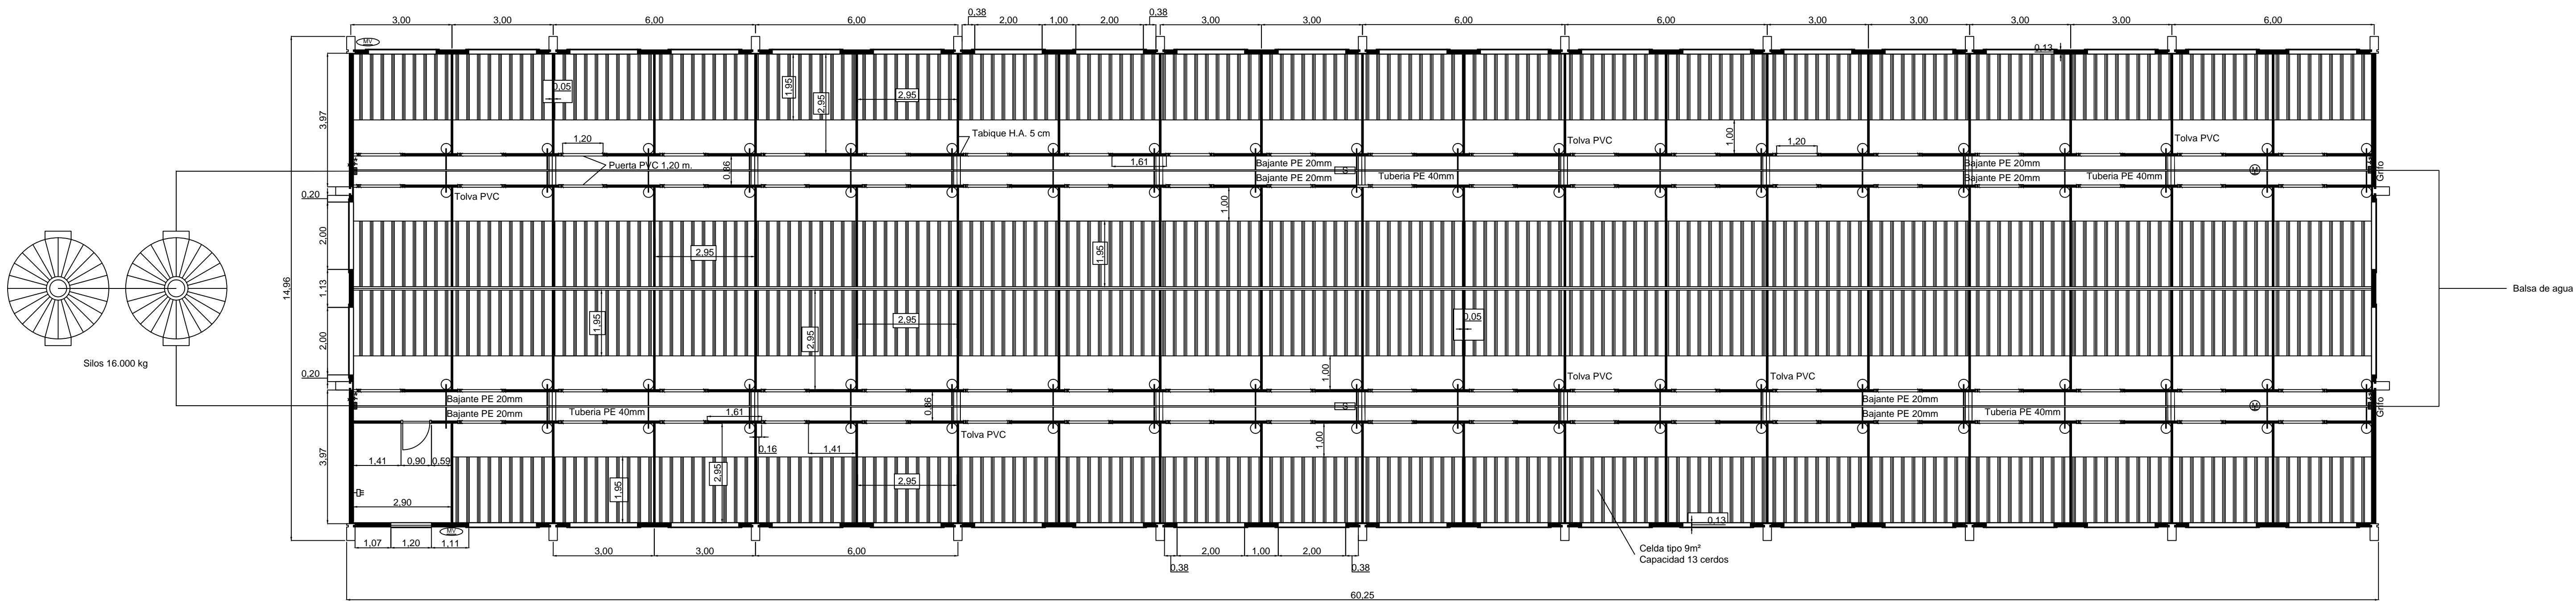 3,00
3,00
6,00
6,00
0,38
2,00
1,00
2,00
0,38
3,00
3,00
6,00
6,00
3,00
3,00
3,00
3,00
6,00
MV
0,13
0,05
1,95
2,95
2,95
3,97
1,20
Puerta PVC 1,20 m.
0,86
Tabique H.A. 5 cm
1,61
Bajante PE 20mm
Bajante PE 20mm
Tuberia PE 40mm
Tolva PVC
1,00
1,20
Bajante PE 20mm
Bajante PE 20mm
Tuberia PE 40mm
M
Tolva PVC
Grifo
Tolva PVC
0,20
1,00
2,00
2,95
1,95
14,96
1,13
Balsa de agua
1,95
2,95
2,95
0,05
2,00
Silos 16.000 kg
0,20
1,00
Tolva PVC
Tolva PVC
Bajante PE 20mm
Bajante PE 20mm
Tuberia PE 40mm
1,61
0,86
Bajante PE 20mm
Bajante PE 20mm
Tuberia PE 40mm
M
Grifo
Tolva PVC
1,00
3,97
1,41
0,90
0,59
0,16
1,41
2,95
1,95
2,95
2,90
MV
0,13
1,07
1,20
1,11
3,00
3,00
6,00
2,00
1,00
2,00
0,38
0,38
Celda tipo 9m²
Capacidad 13 cerdos
60,25